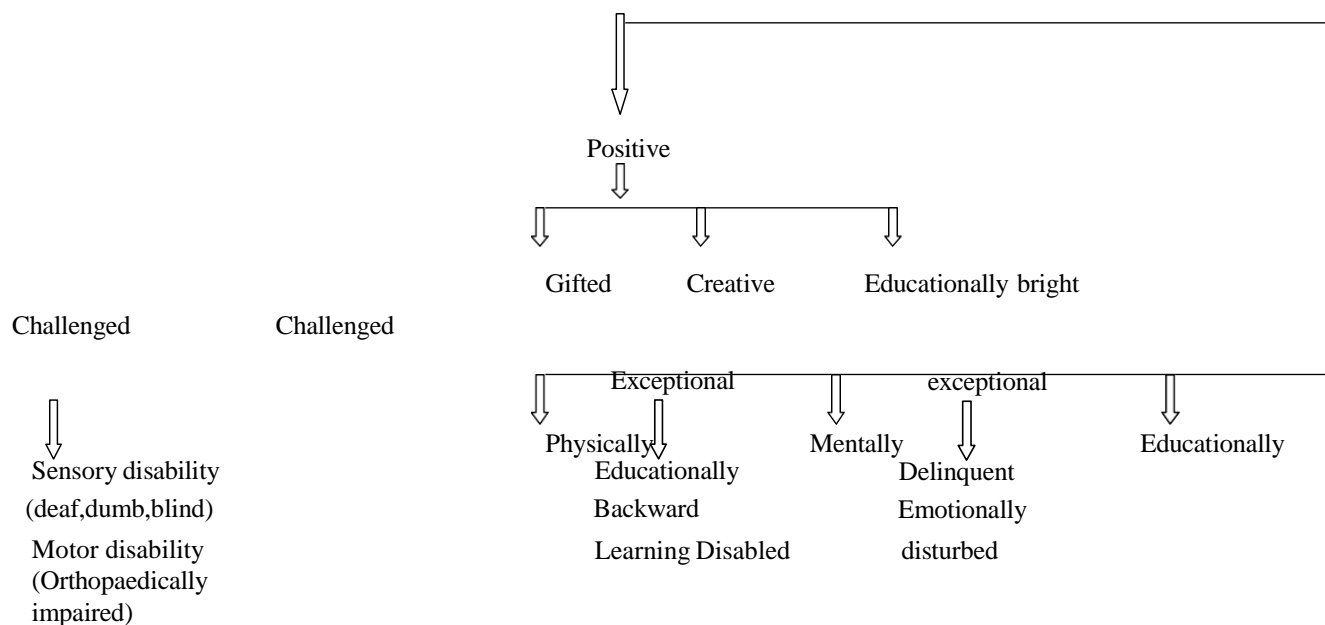 Positive
Gifted Creative Educationally bright
Challenged Challenged
Exceptional exceptional
Physically Mentally Educationally
Sensory disability Educationally Delinquent
(deaf,dumb,blind) Backward Emotionally
Motor disability Learning Disabled disturbed
(Orthopaedically
impaired)